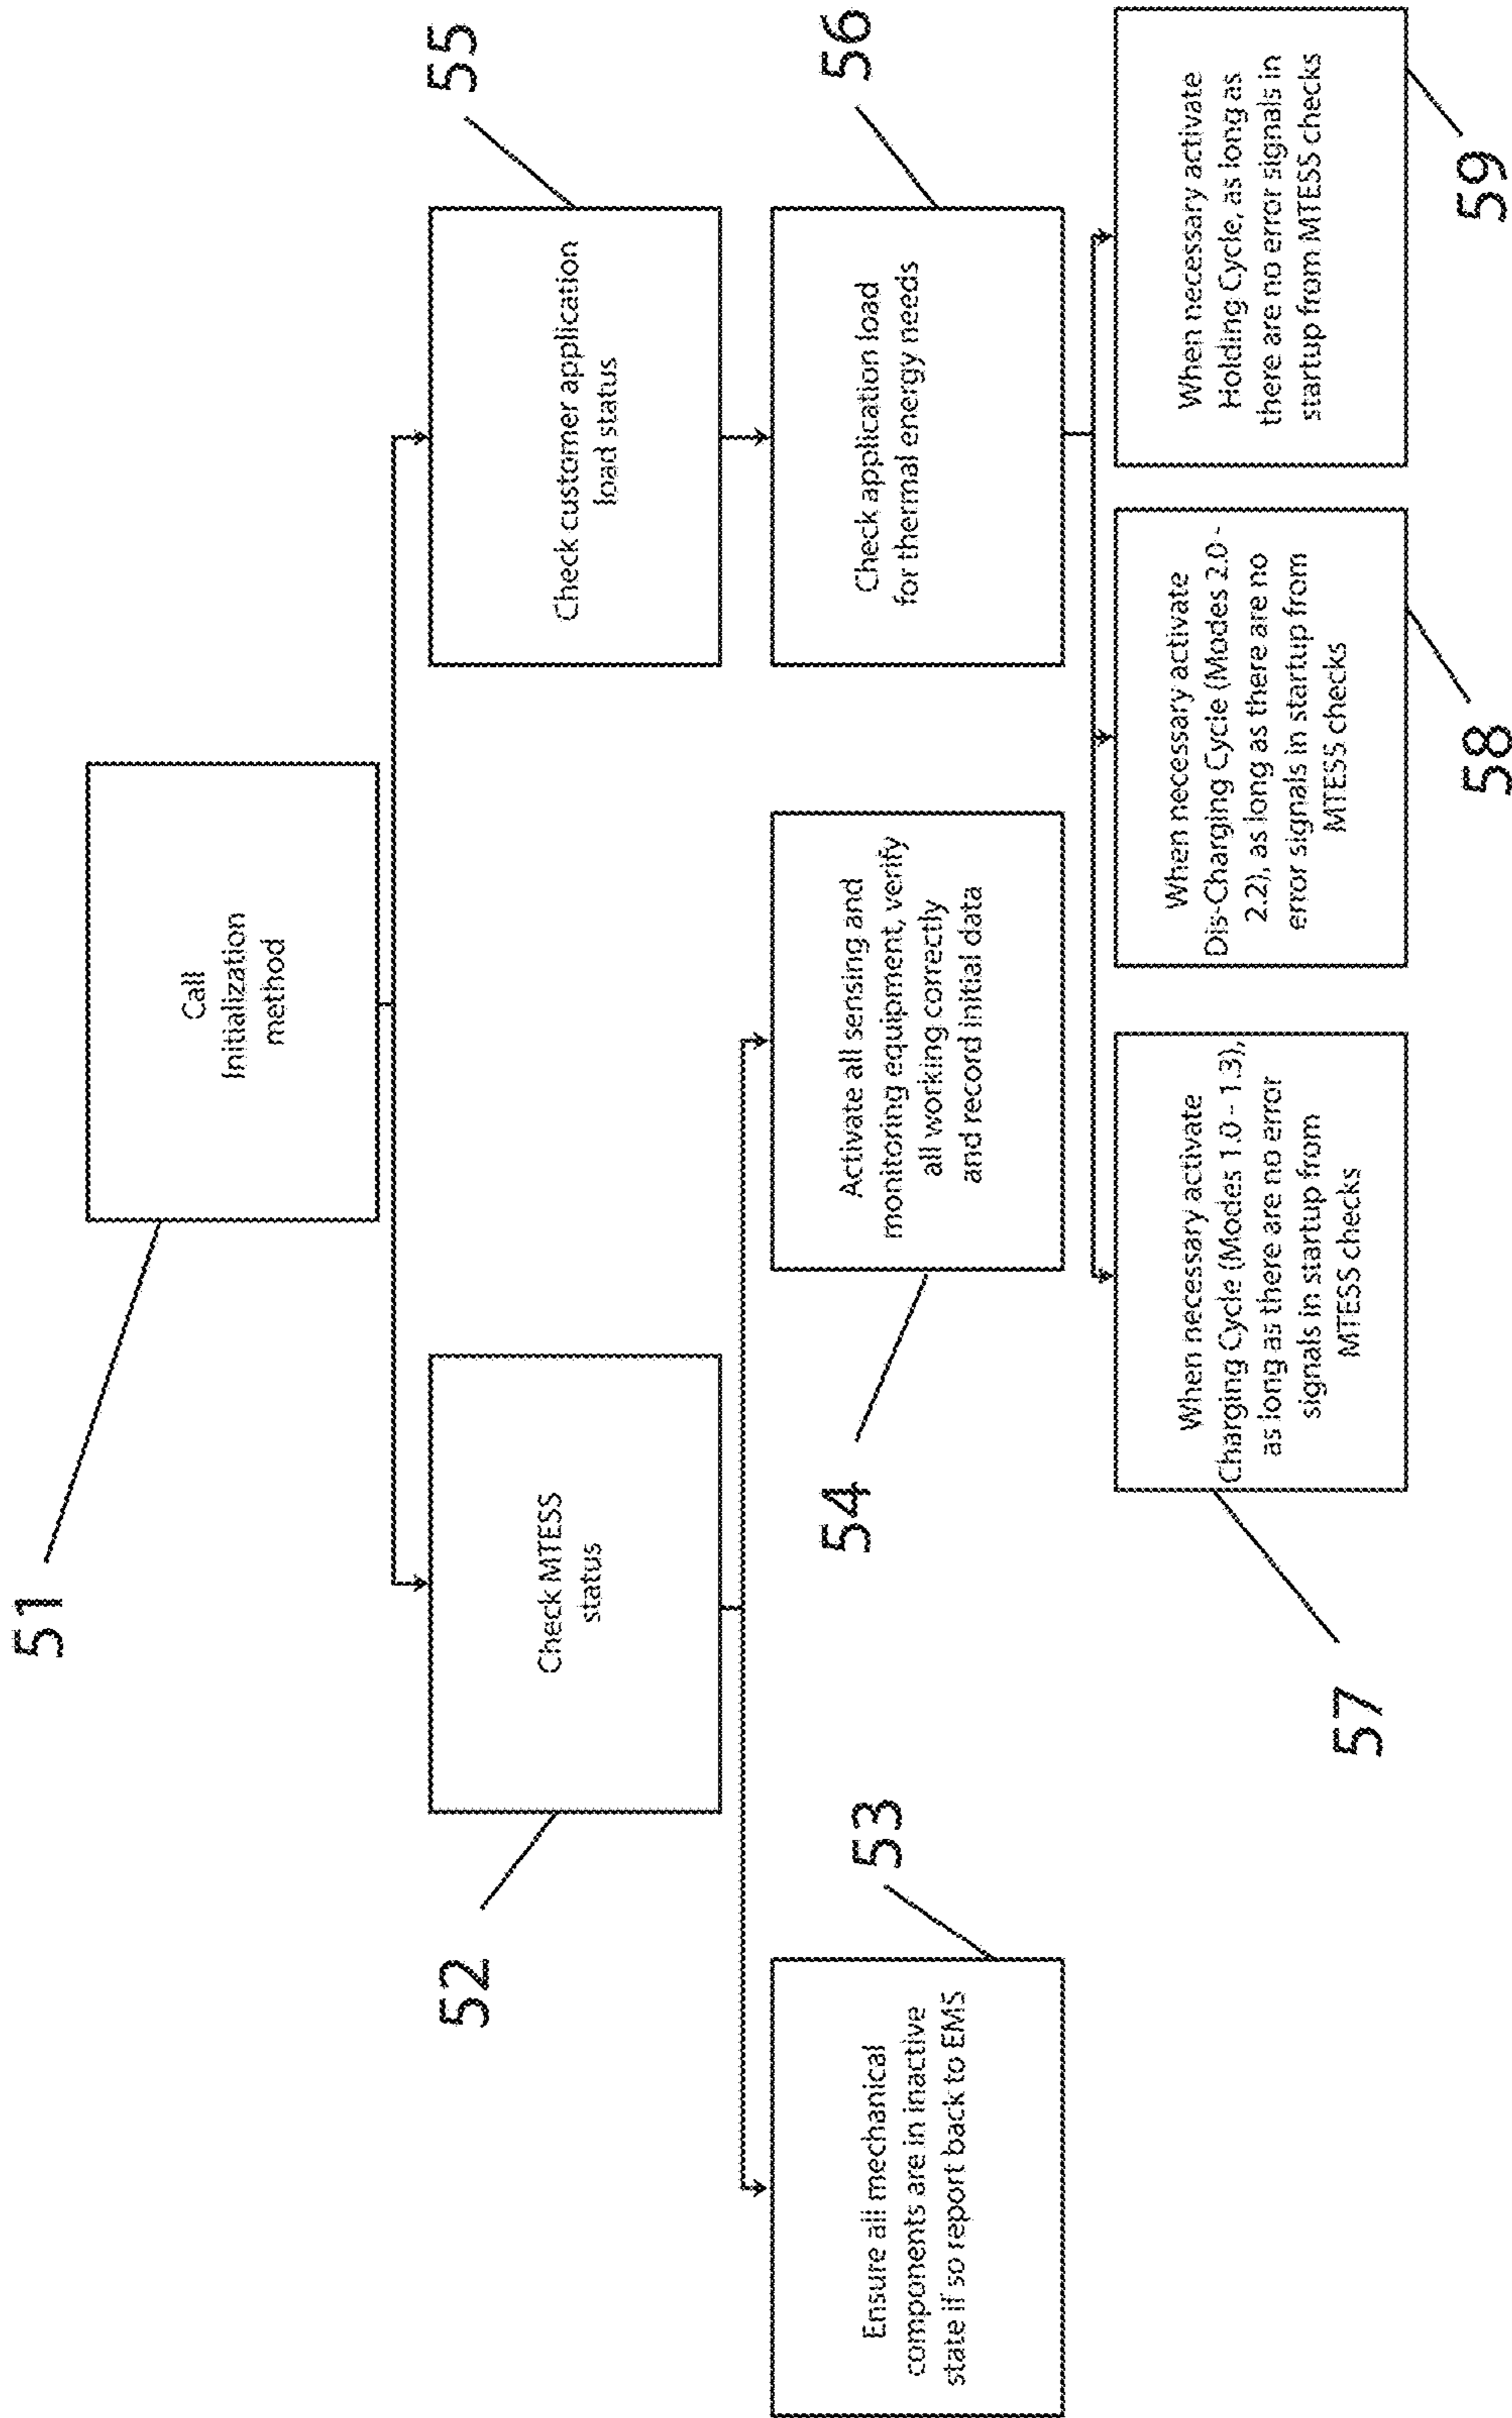 51
Call
Initialization
method
52
Check MTESS
status
55
Check customer application
load status
53
Ensure all mechanical
components are in inactive
state if so report back to EMS
54
Activate all sensing and
monitoring equipment, verify
all working correctly
and record initial data
56
Check application load
for thermal energy needs
57
When necessary activate
Charging Cycle (Modes 1.0 - 1.3),
as long as there are no error
signals in startup from
MTESS checks
58
When necessary activate
Dis-Charging Cycle (Modes 2.0 -
2.2), as long as there are no
error signals in startup from
MTESS checks
59
When necessary activate
Holding Cycle, as long as
there are no error signals in
startup from MTESS checks